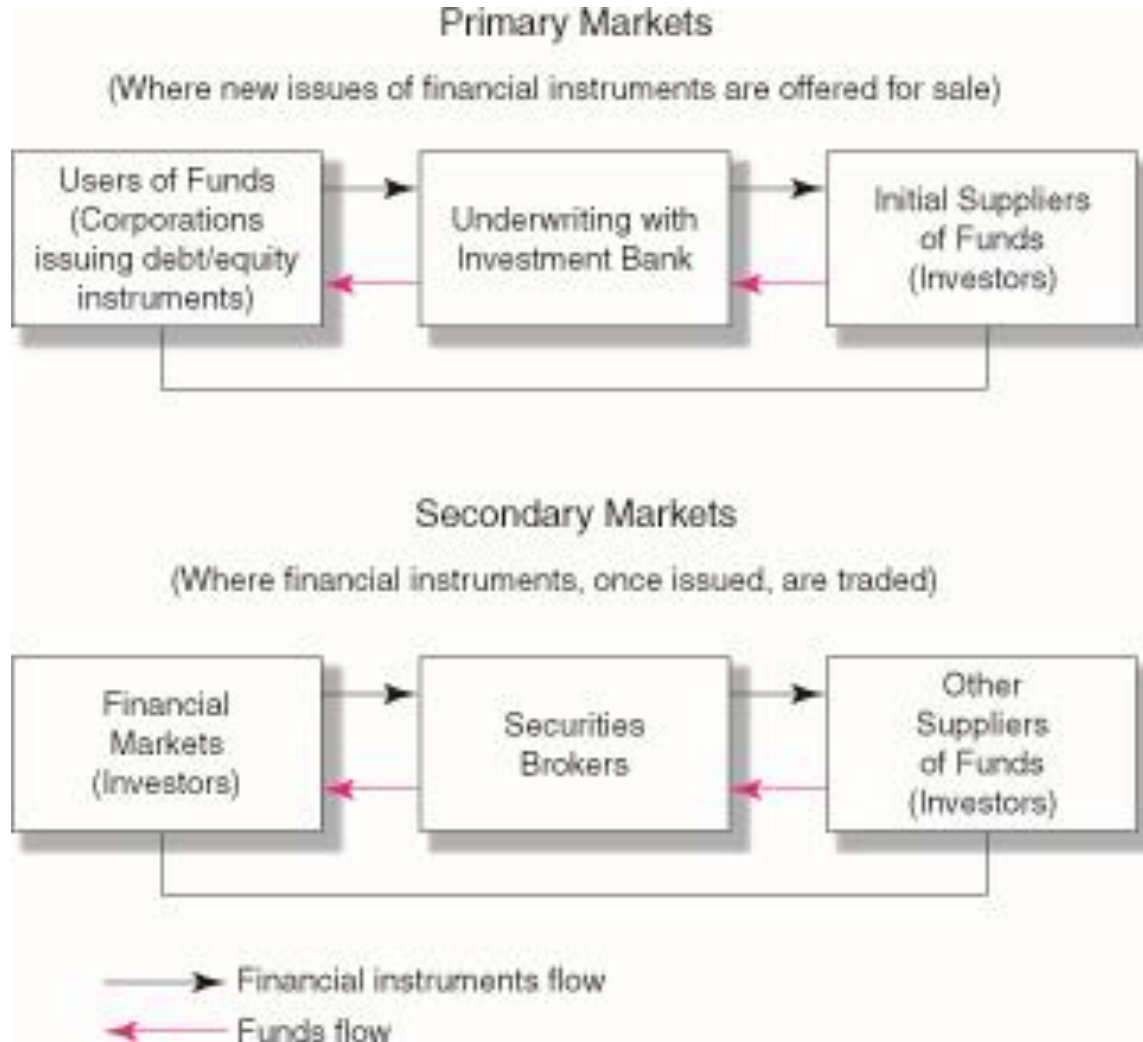 Primary Markets
(Where new issues of financial instruments are offered for sale)
Users of Funds
(Corporations
issuing debt/equity
instruments)
Underwriting with
Investment Bank
Initial Suppliers
of Funds
(Investors)
Secondary Markets
(Where financial instruments, once issued, are traded)
Financial
Markets
(Investors)
Securities
Brokers
Other
Suppliers
of Funds
(Investors)
Financial instruments flow
Funds flow